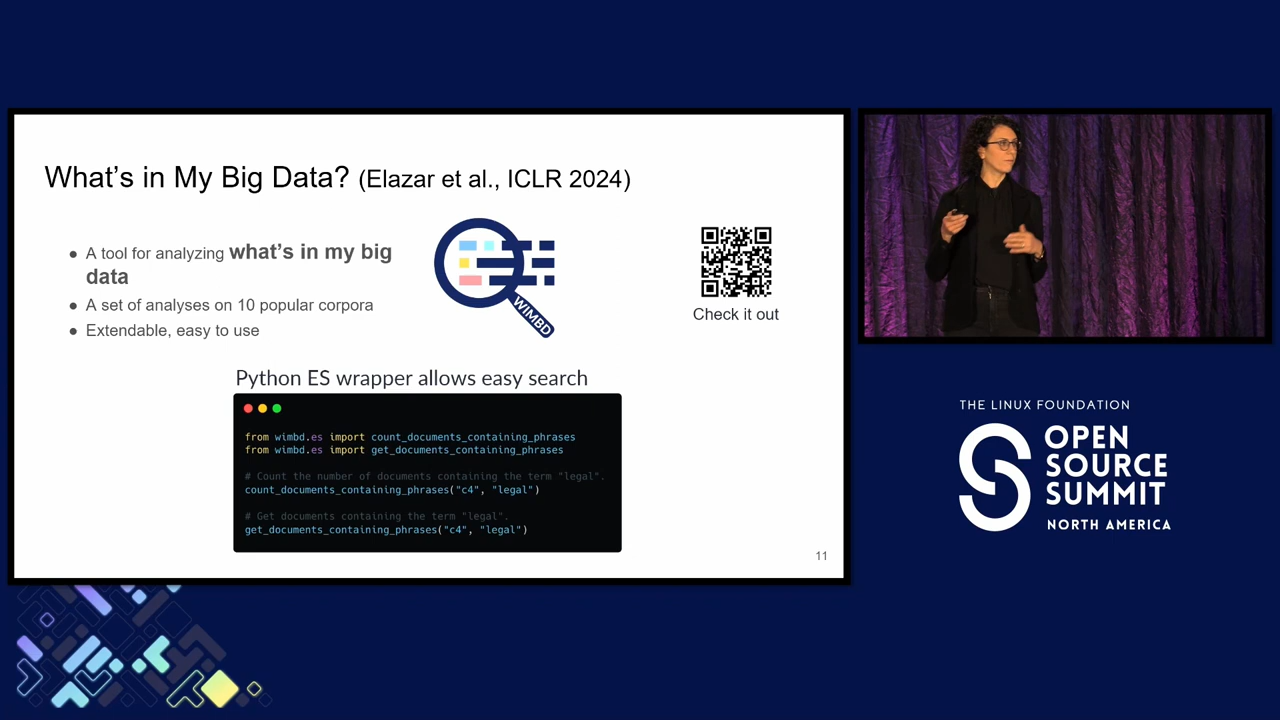 What's in My Big Data? (Elazar et al., ICLR 2024)
● A tool for analyzing what's in my big
data
● A set of analyses on 10 popular corpora
● Extendable, easy to use
WIMBD
Check it out
Python ES wrapper allows easy search
from wimbd.es import count_documents_containing_phrases
from wimbd.es import get_documents_containing_phrases
# Count the number of documents containing the term "legal".
count_documents_containing_phrases("c4", "legal")
# Get documents containing the term "legal".
get_documents_containing_phrases("c4", "legal")
11
THE LINUX FOUNDATION
OPEN
SOURCE
SUMMIT
NORTH AMERICA